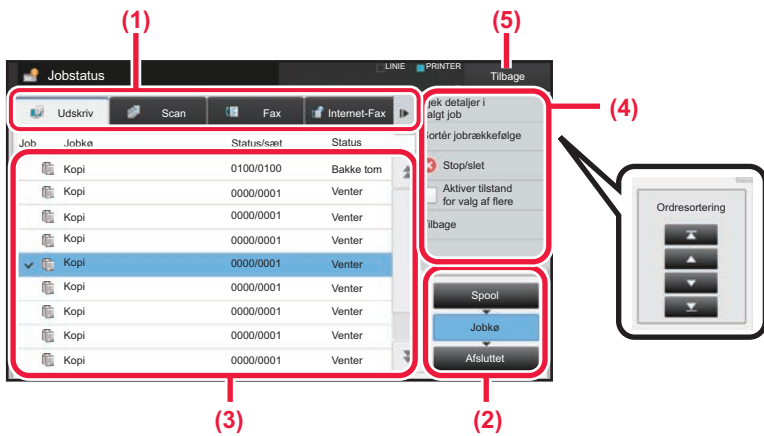 (1)
(5)
Jobstatus
LINIE
PRINTER
Tilbage
Udskriv
Scan
Fax
Internet-Fax
jek detaljer i
algt job
(4)
Job
Jobkø
Status/sæt
Status
ortér jobrækkefølge
Kopi 0100/0100 Bakke tom
Kopi 0000/0001 Venter
Kopi 0000/0001 Venter
Kopi 0000/0001 Venter
Kopi 0000/0001 Venter
Kopi 0000/0001 Venter
Kopi 0000/0001 Venter
Kopi 0000/0001 Venter
Kopi 0000/0001 Venter
Stop/slet
Aktiver tilstand
for valg af flere
ilbage
Ordresortering
Spool
Jobkø
Afsluttet
(3)
(2)